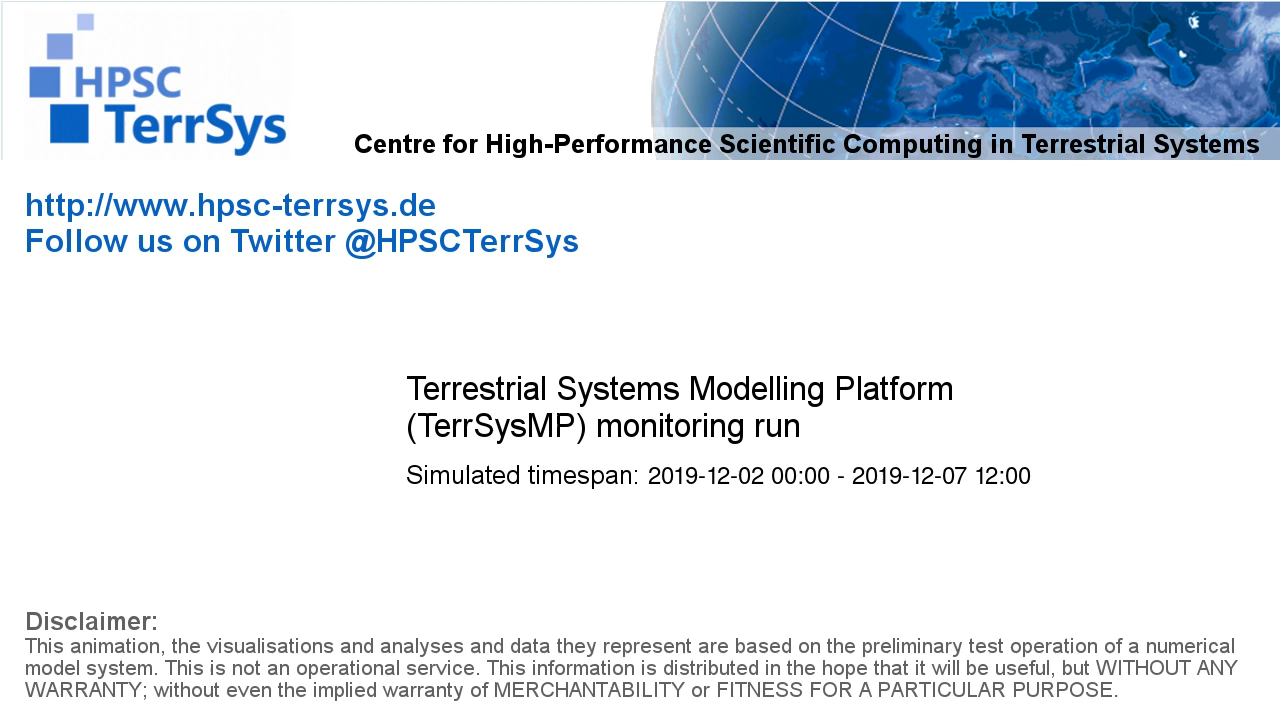 HPSC
TerrSys
Centre for High-Performance Scientific Computing in Terrestrial Systems
http://www.hpsc-terrsys.de
Follow us on Twitter @HPSCTerrSys
Terrestrial Systems Modelling Platform
(TerrSysMP) monitoring run
Simulated timespan: 2019-12-02 00:00 - 2019-12-07 12:00
Disclaimer:
This animation, the visualisations and analyses and data they represent are based on the preliminary test operation of a numerical
model system. This is not an operational service. This information is distributed in the hope that it will be useful, but WITHOUT ANY
WARRANTY; without even the implied warranty of MERCHANTABILITY or FITNESS FOR A PARTICULAR PURPOSE.